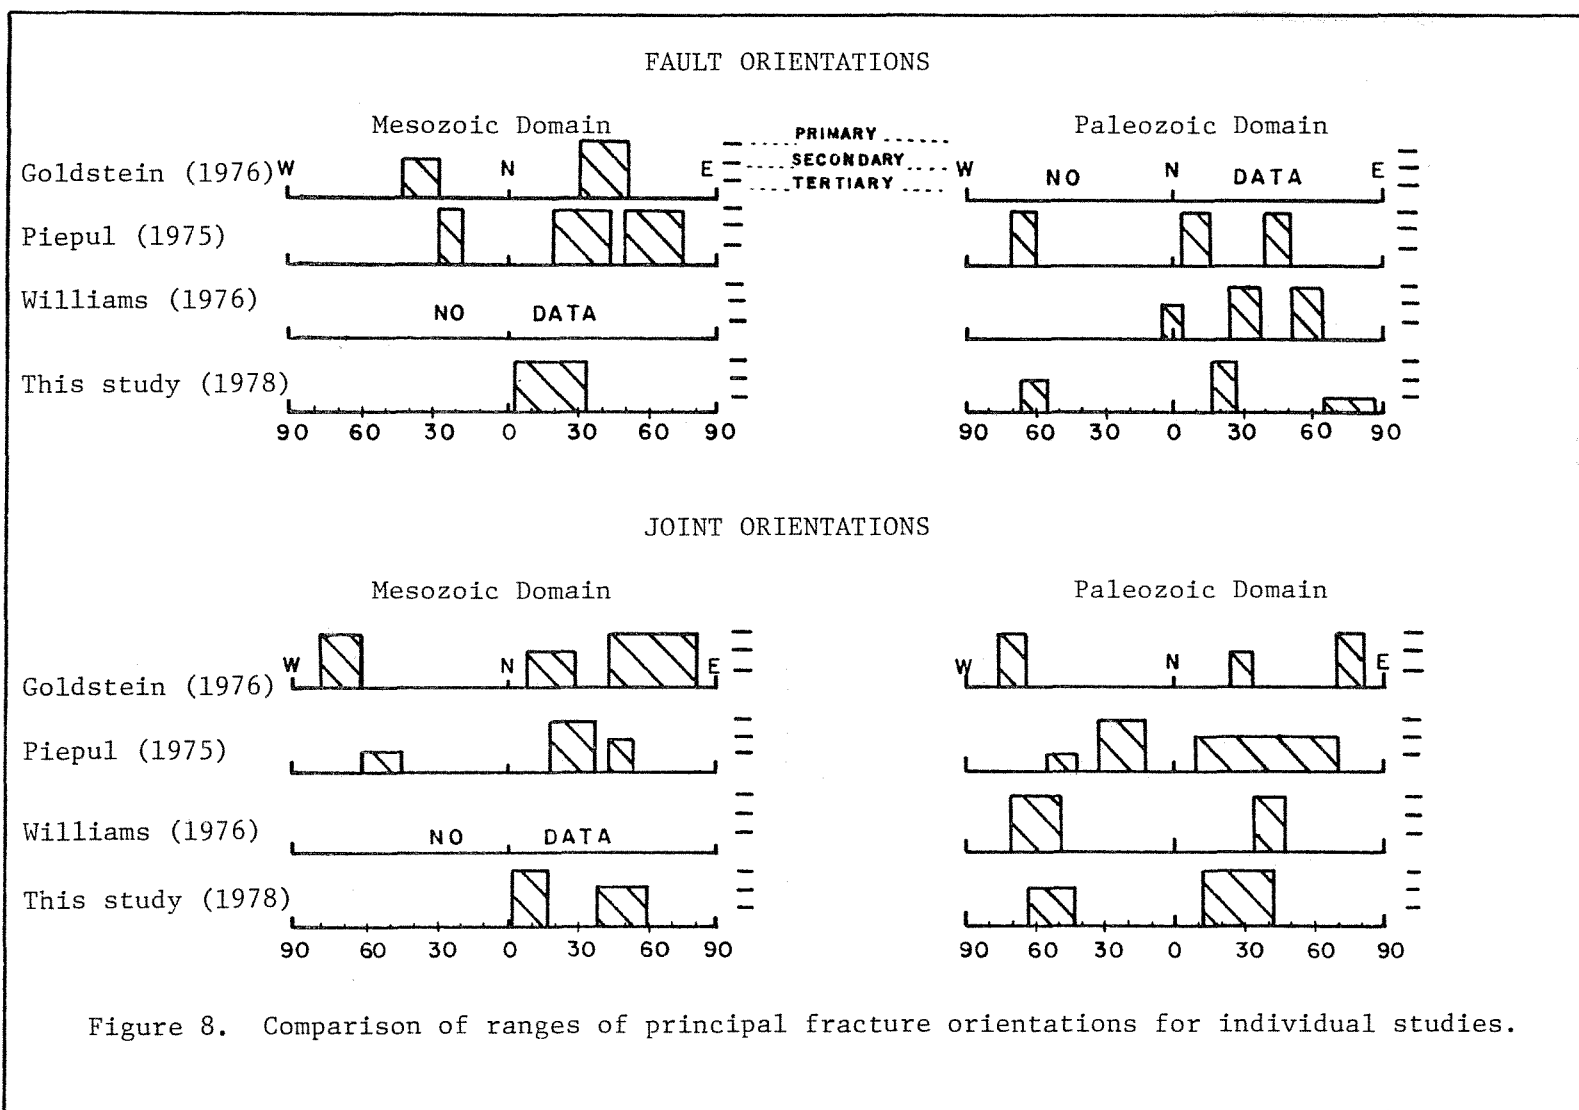 FAULT ORIENTATIONS
Mesozoic Domain
PRIMARY
Paleozoic Domain
SECONDARY
TERTIARY
Goldstein (1976) W N E W NO N DATA E
Piepul (1975)
Williams (1976) NO DATA
This study (1978)
90 60 30 0 30 60 90 90 60 30 0 30 60 90
JOINT ORIENTATIONS
Mesozoic Domain Paleozoic Domain
Goldstein (1976) W N E W N E
Piepul (1975)
Williams (1976) NO DATA
This study (1978)
90 60 30 0 30 60 90 90 60 30 0 30 60 90
Figure 8. Comparison of ranges of principal fracture orientations for individual studies.